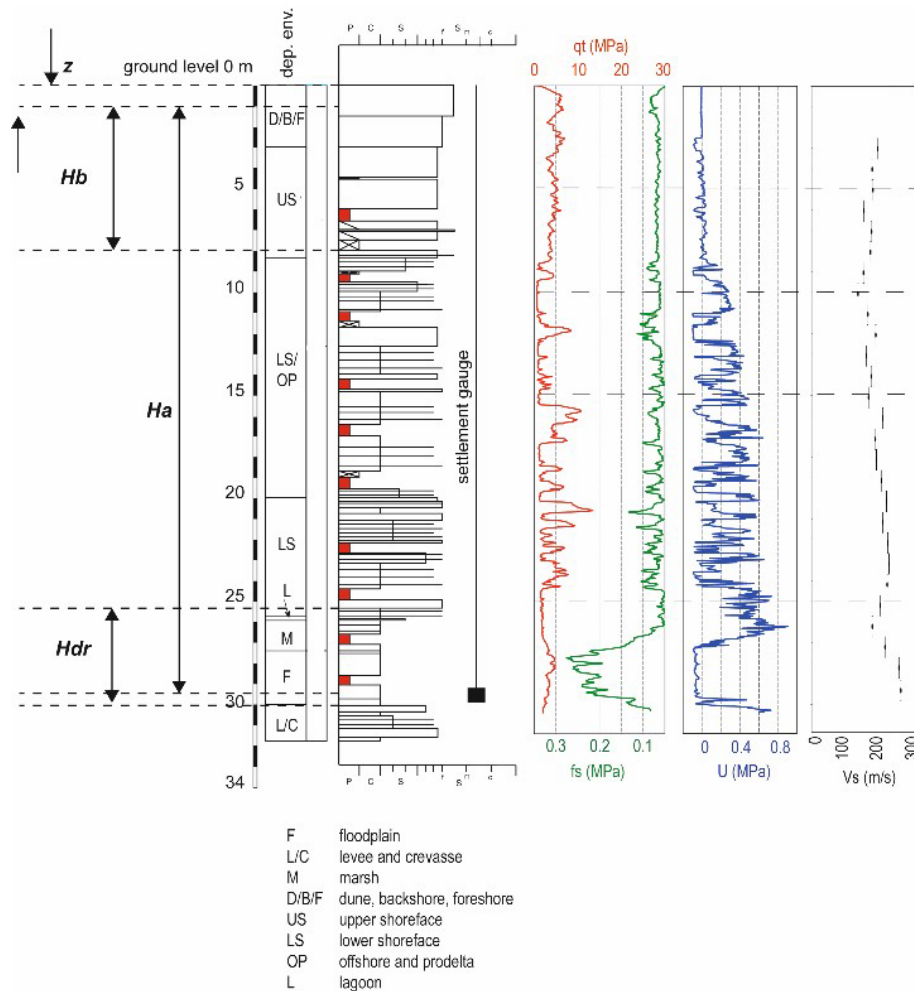 P C S S
f m c
dep. env.
qt (MPa)
0 10 20 30
z
ground level 0 m
D/B/F
Hb
5
US
10
Ha
LS/
OP
settlement gauge
15
20
LS
L
25
M
Hdr
F
30
L/C
34
P C S S
f m c
0.3 0.2 0.1
fs (MPa)
0 0.4 0.8
U (MPa)
0 100 200 300
Vs (m/s)
F floodplain
L/C levee and crevasse
M marsh
D/B/F dune, backshore, foreshore
US upper shoreface
LS lower shoreface
OP offshore and prodelta
L lagoon